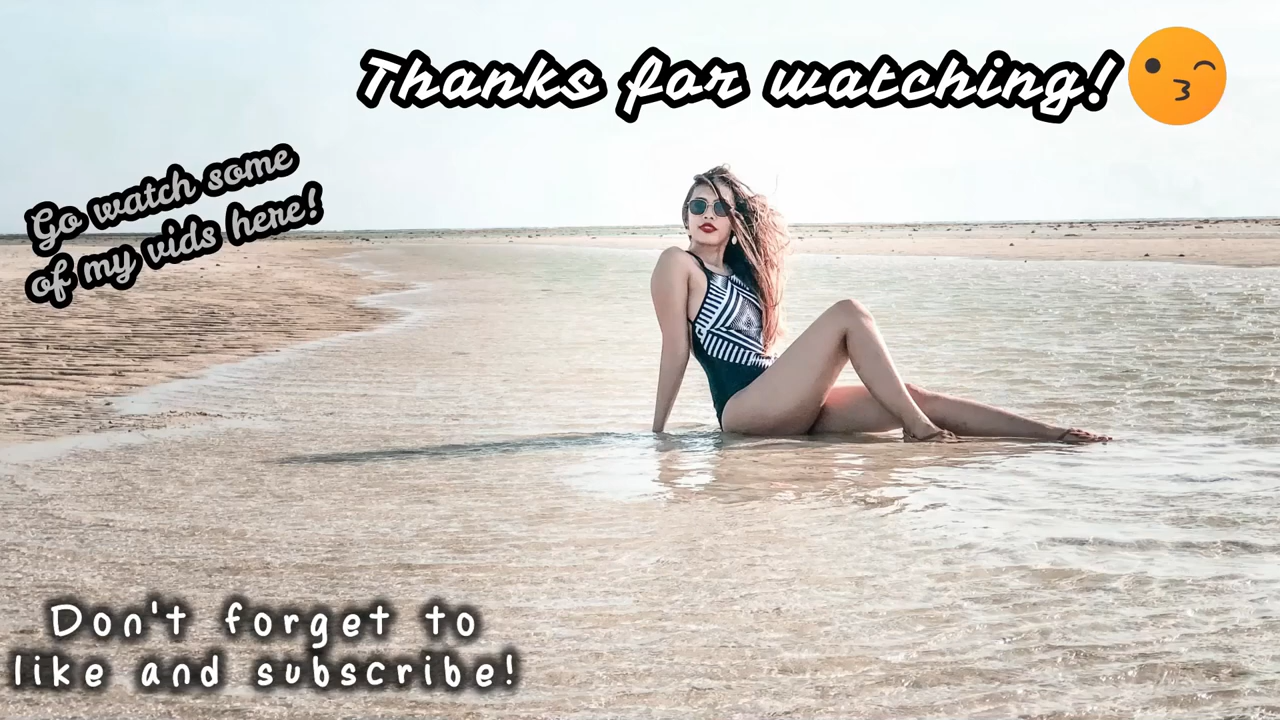 Thanks for watching!
Go watch some
of my vids here!
Don't forget to
like and subscribe!